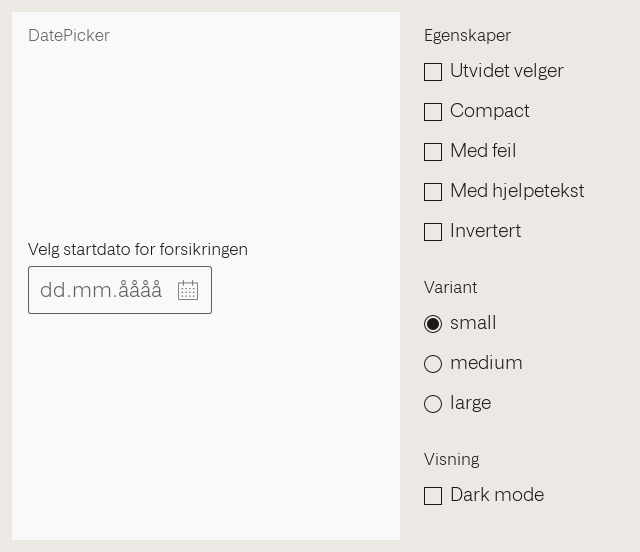 DatePicker
Velg startdato for forsikringen
dd.mm.åååå
Egenskaper
Utvidet velger
Compact
Med feil
Med hjelpetekst
Invertert
Variant
small
medium
large
Visning
Dark mode